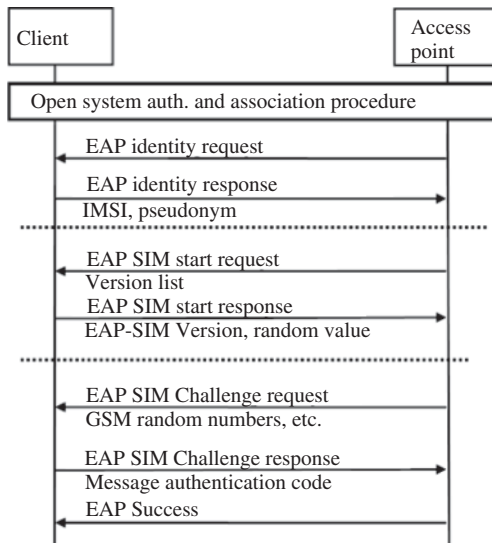 Client
Access
point
Open system auth. and association procedure
EAP identity request
EAP identity response
IMSI, pseudonym
EAP SIM start request
Version list
EAP SIM start response
EAP-SIM Version, random value
EAP SIM Challenge request
GSM random numbers, etc.
EAP SIM Challenge response
Message authentication code
EAP Success